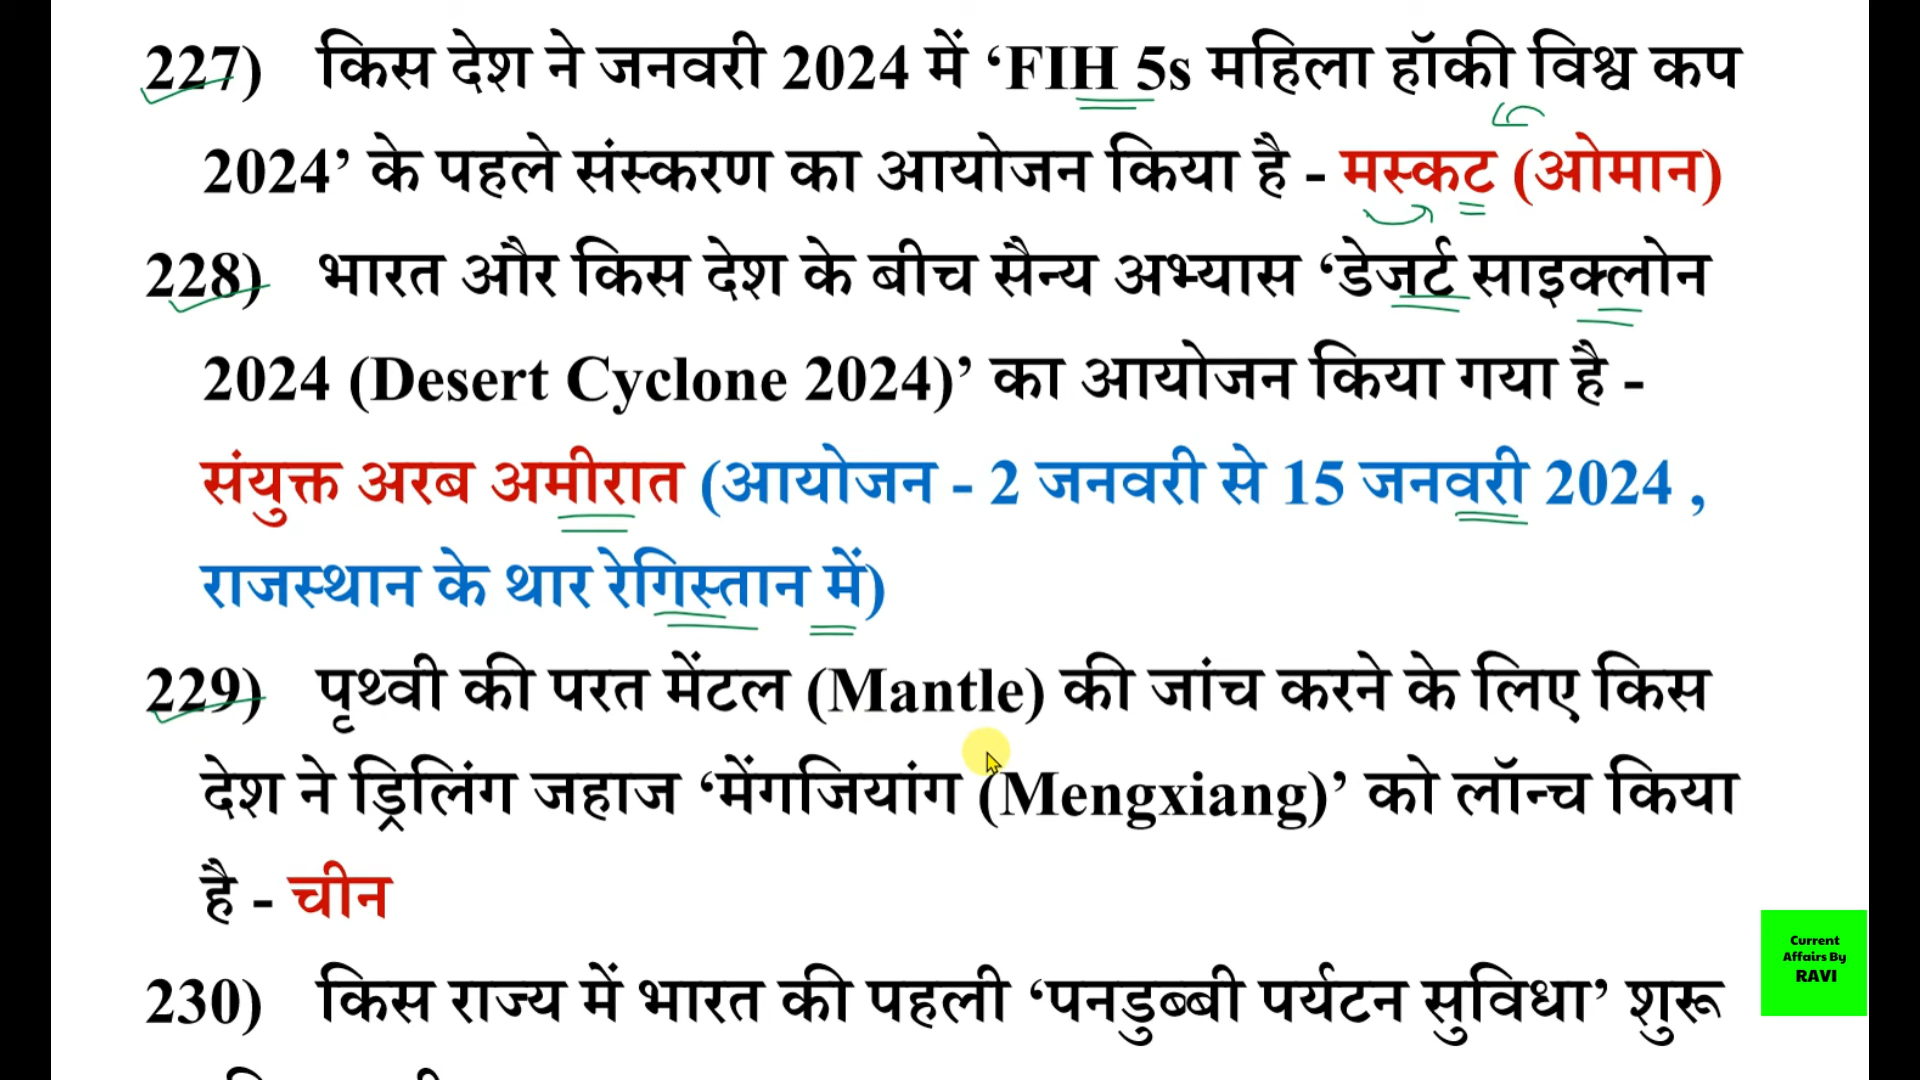 227) किस देश ने जनवरी 2024 में ‘FIH 5s महिला हॉकी विश्व कप
2024’ के पहले संस्करण का आयोजन किया है - मस्कट (ओमान)
228) भारत और किस देश के बीच सैन्य अभ्यास ‘डेजर्ट साइक्लोन
2024 (Desert Cyclone 2024)’ का आयोजन किया गया है -
संयुक्त अरब अमीरात (आयोजन - 2 जनवरी से 15 जनवरी 2024 ,
राजस्थान के थार रेगिस्तान में)
229) पृथ्वी की परत मेंटल (Mantle) की जांच करने के लिए किस
देश ने ड्रिलिंग जहाज ‘मेंगजियांग (Mengxiang)’ को लॉन्च किया
है - चीन
230) किस राज्य में भारत की पहली ‘पनडुब्बी पर्यटन सुविधा’ शुरू
Current
Affairs By
RAVI